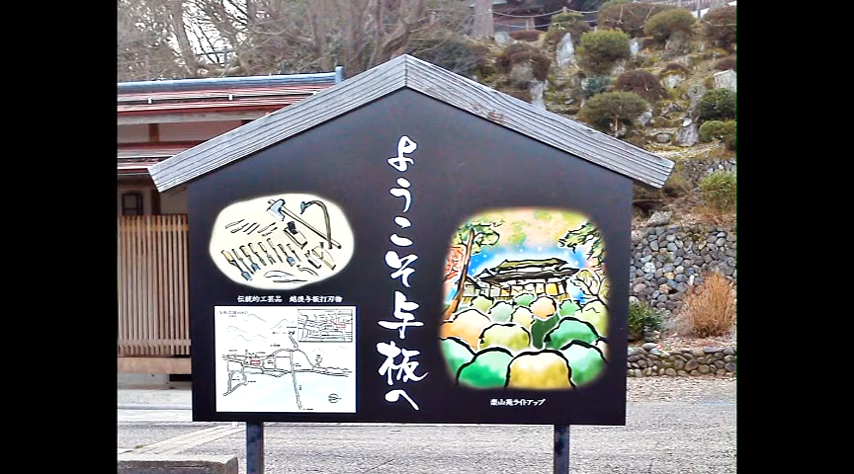 ようこそ与板へ
伝統的工芸品 越後与板打刃物
楽山苑ライトアップ